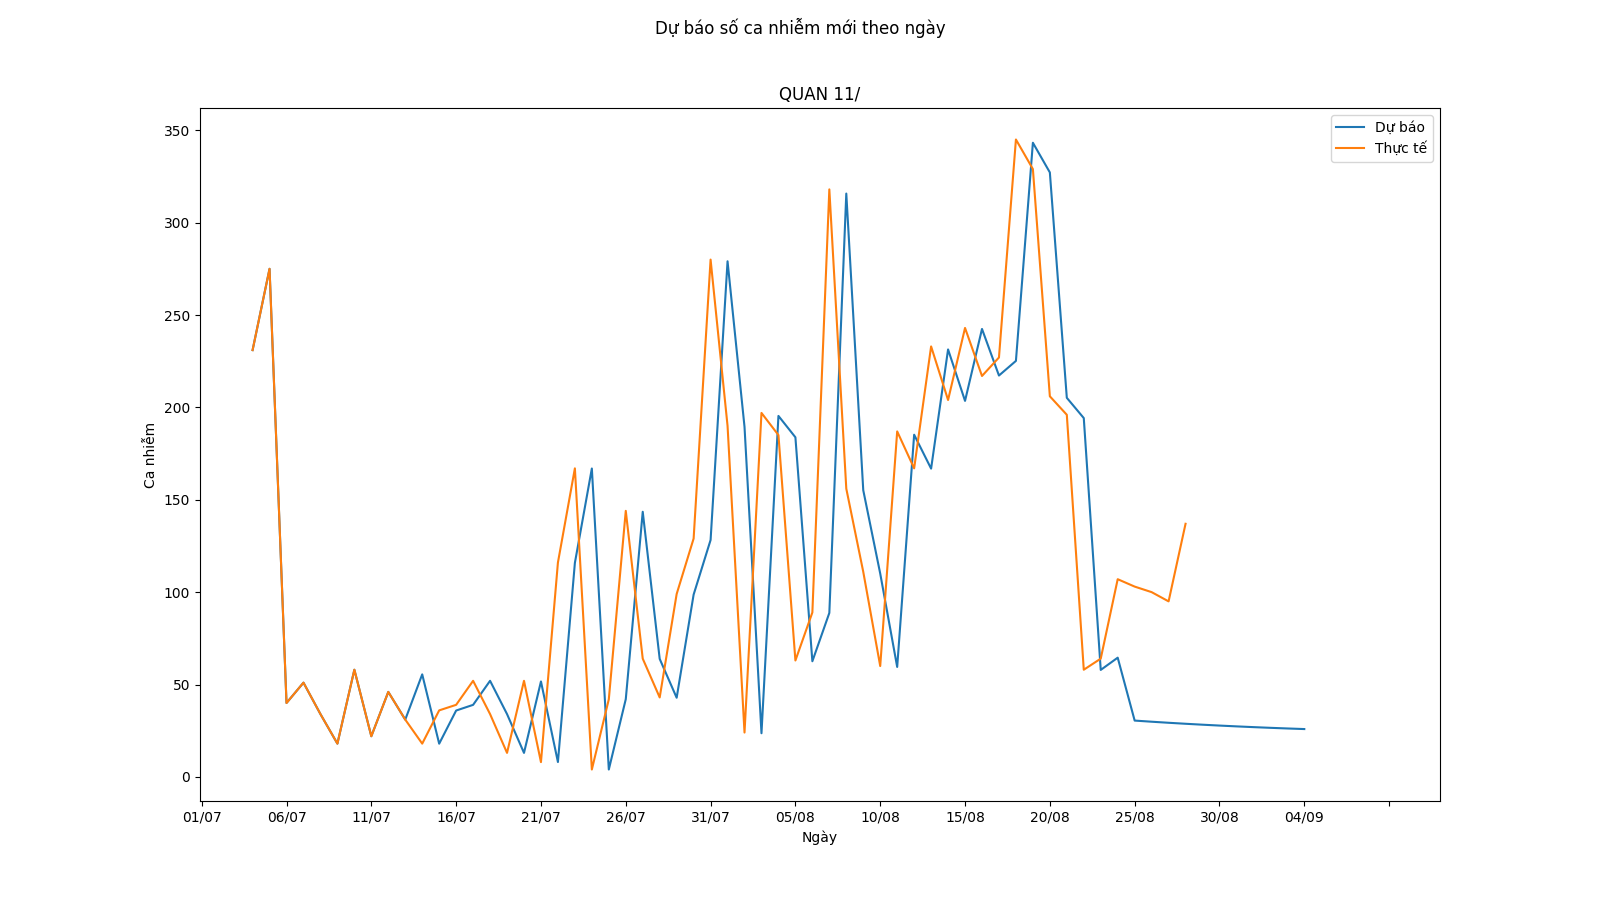 Dự báo số ca nhiễm mới theo ngày
QUAN 11/
Dự báo
Thực tế
350
300
250
200
150
100
50
0
Ca nhiễm
01/07 06/07 11/07 16/07 21/07 26/07 31/07 05/08 10/08 15/08 20/08 25/08 30/08 04/09
Ngày